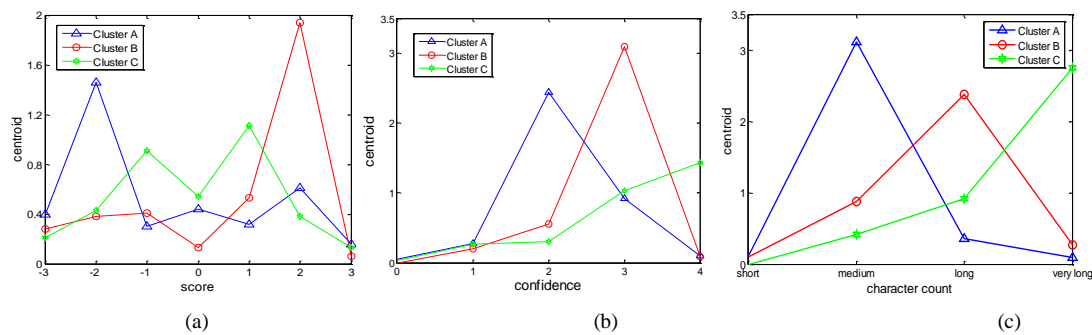 2
1.6
1.2
0.8
0.4
0
-3
-2
-1
0
1
2
3
centroid
score
Cluster A
Cluster B
Cluster C
(a)
3.5
3
2
1
0
0
1
2
3
4
centroid
confidence
Cluster A
Cluster B
Cluster C
(b)
3.5
3
2
1
0
short
medium
long
very long
centroid
character count
Cluster A
Cluster B
Cluster C
(c)